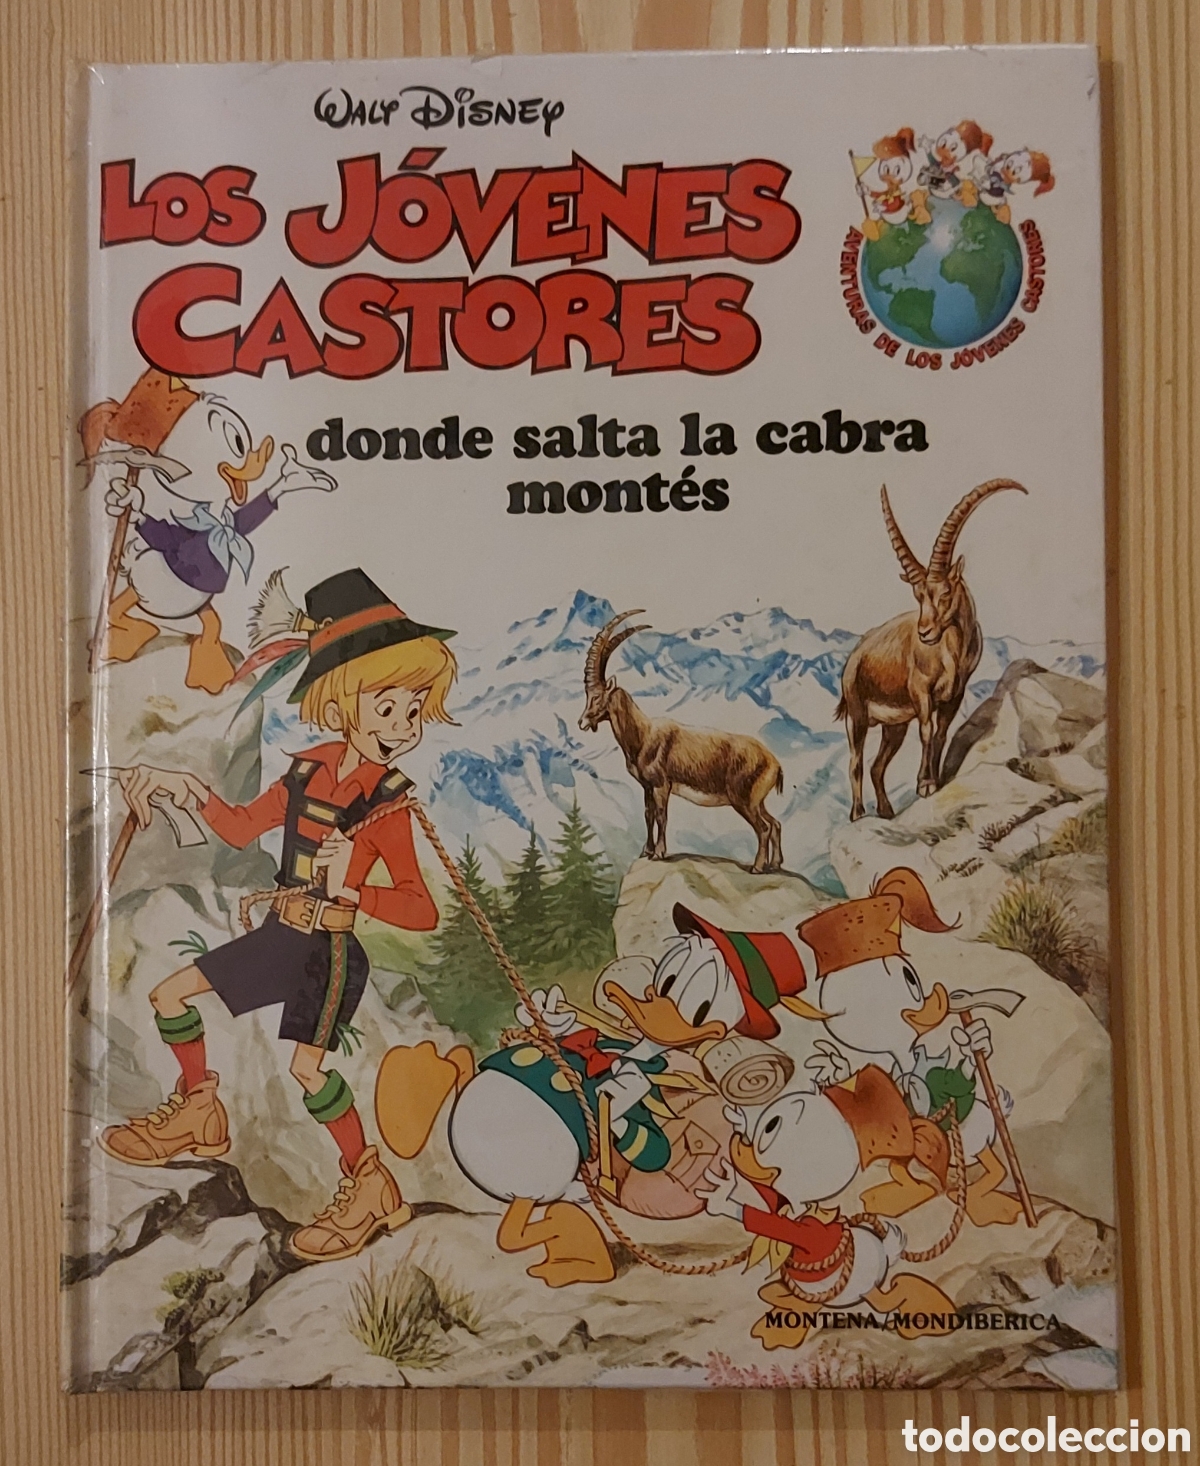 WALT DISNEY
LOS JÓVENES
CASTORES
AVENTURAS DE LOS JÓVENES CASTORES
donde salta la cabra
montés
MONTENA/MONDIBERICA
todocoleccion